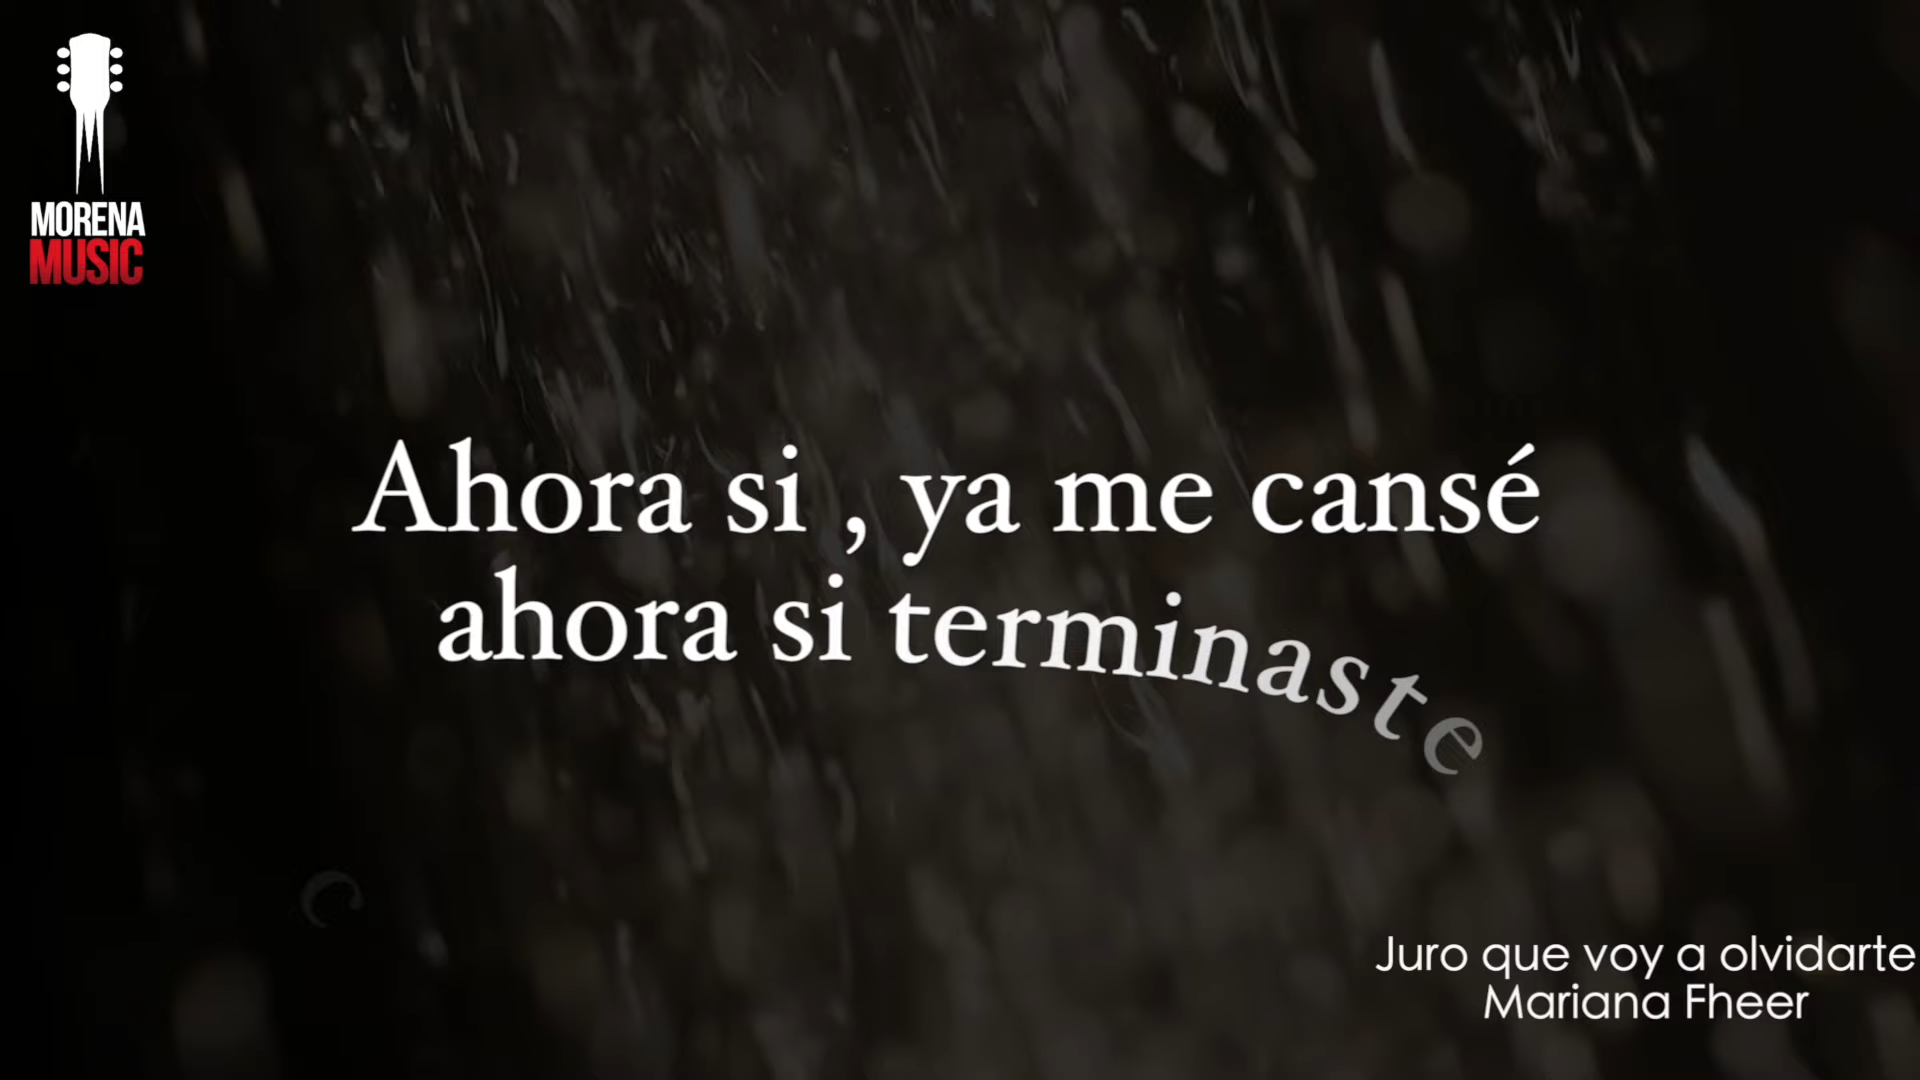 MORENA
MUSIC
Ahora si , ya me cansé
ahora si terminaste
c
Juro que voy a olvidarte
Mariana Fheer